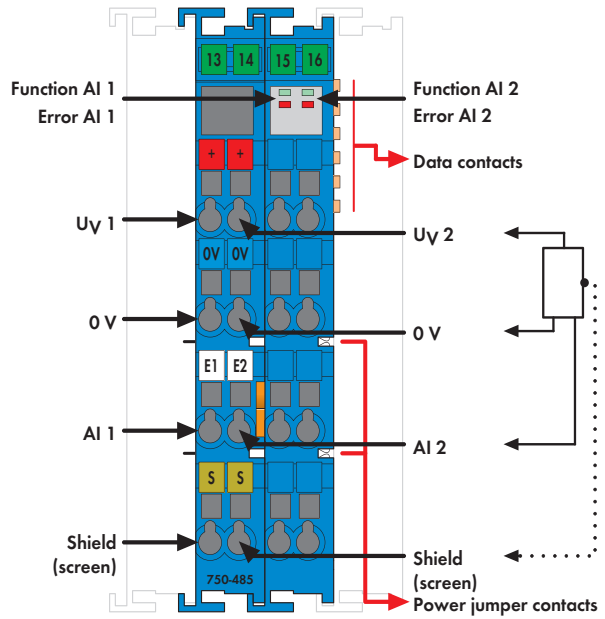 13 14 15 16
Function AI 1
Error AI 1
Function AI 2
Error AI 2
+ +
Data contacts
UV 1
UV 2
0V 0V
0 V
0 V
E1 E2
AI 1
AI 2
S S
Shield
(screen)
Shield
(screen)
750-485
Power jumper contacts